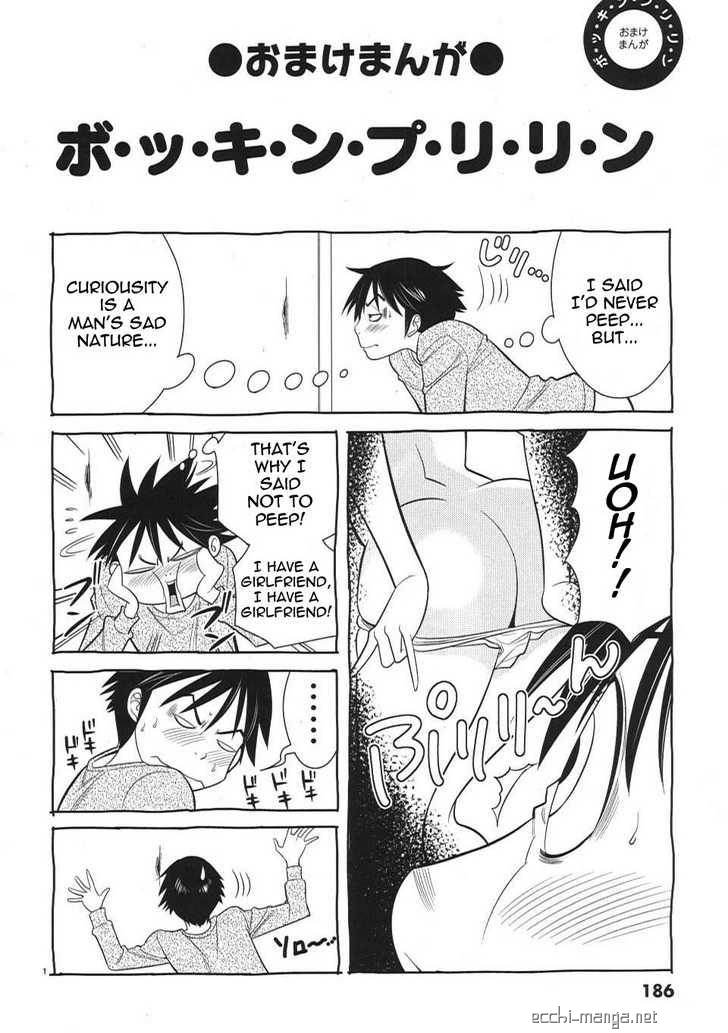 ボ・ッ・キ・ン・プ・リ・リ・ン
おまけ
まんが
●おまけまんが●
ボ・ッ・キ・ン・プ・リ・リ・ン
I SAID
I'D NEVER
PEEP...
BUT...
ジリ...
CURIOUSITY
IS A
MAN'S SAD
NATURE...
UOH!!
ぷりりり〜ん
THAT'S
WHY I
SAID
NOT TO
PEEP!
I HAVE A
GIRLFRIEND,
I HAVE A
GIRLFRIEND!
......
ドキ
ドキ
ドキ
ドキ
ソロ〜...
1
186
ecchi-manga.net